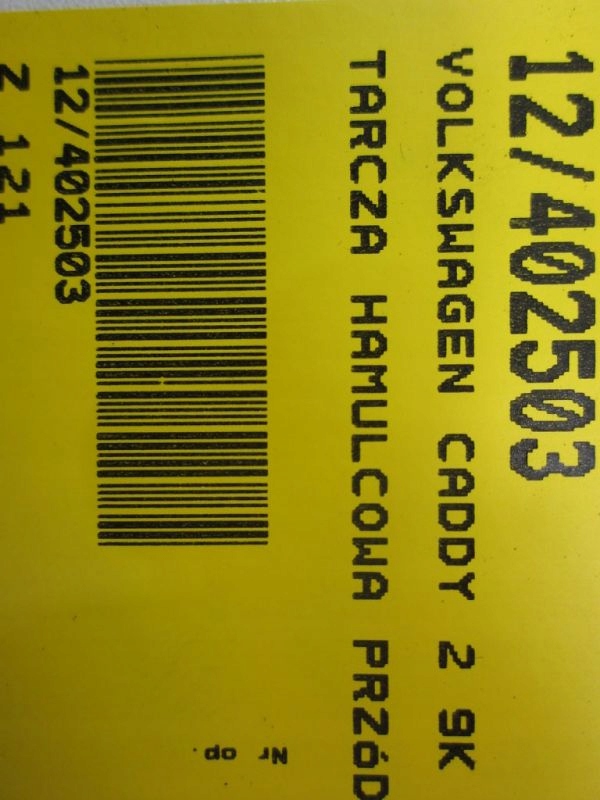 12/402503
VOLKSWAGEN CADDY 2 9K
TARCZA HAMULCOWA PRZÓD
12/402503
Z 121
Nr op.